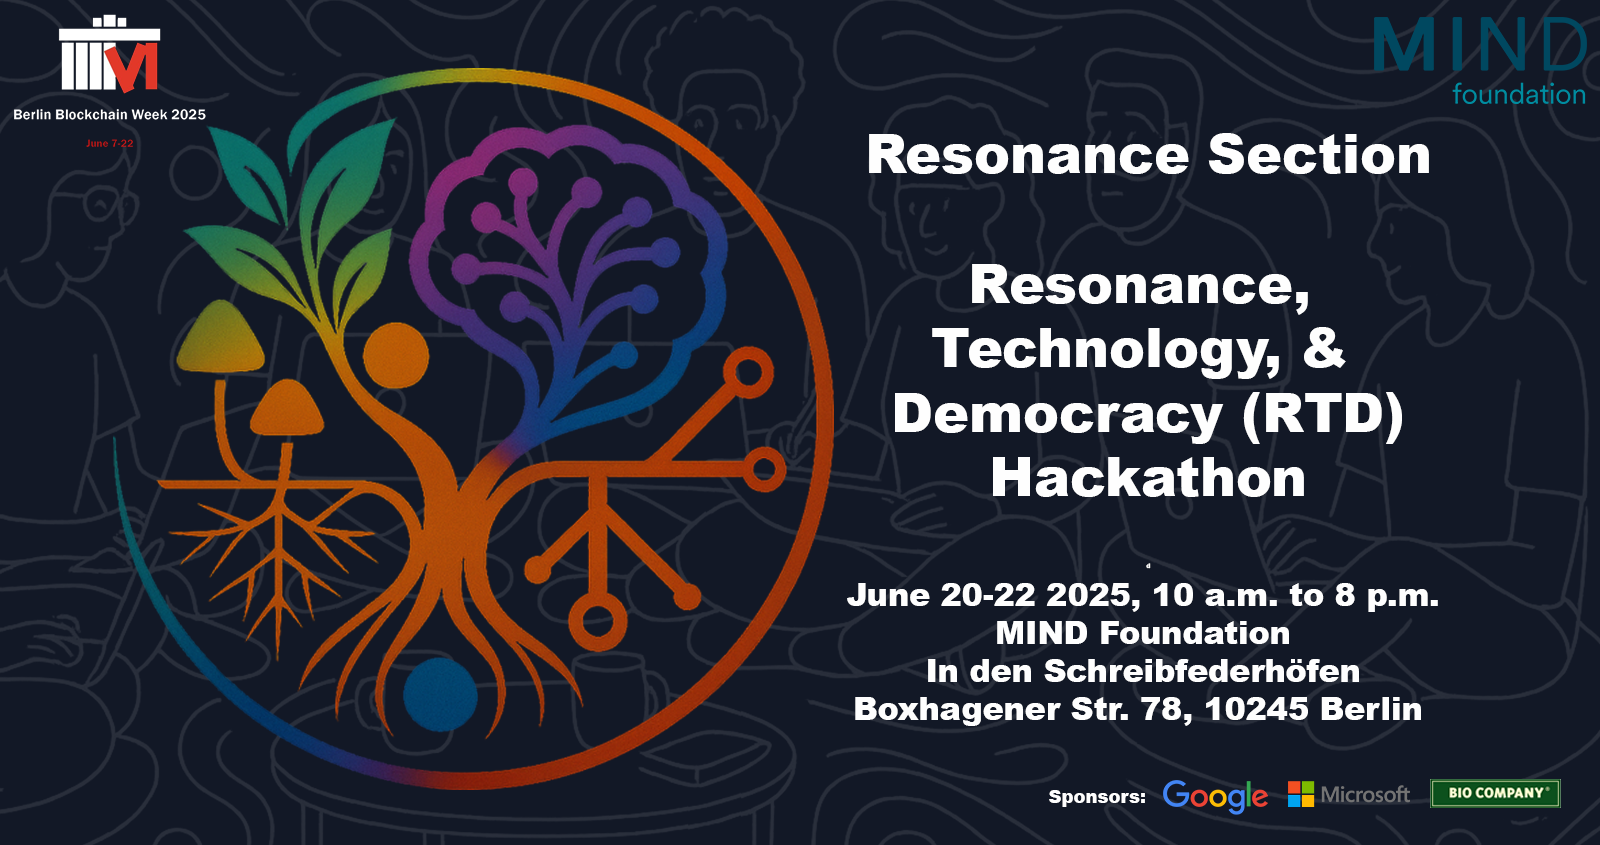 Berlin Blockchain Week 2025
June 7-22
MIND
foundation
Resonance Section
Resonance,
Technology, &
Democracy (RTD)
Hackathon
June 20-22 2025, 10 a.m. to 8 p.m.
MIND Foundation
In den Schreibfederhöfen
Boxhagener Str. 78, 10245 Berlin
Sponsors: Google Microsoft BIO COMPANY